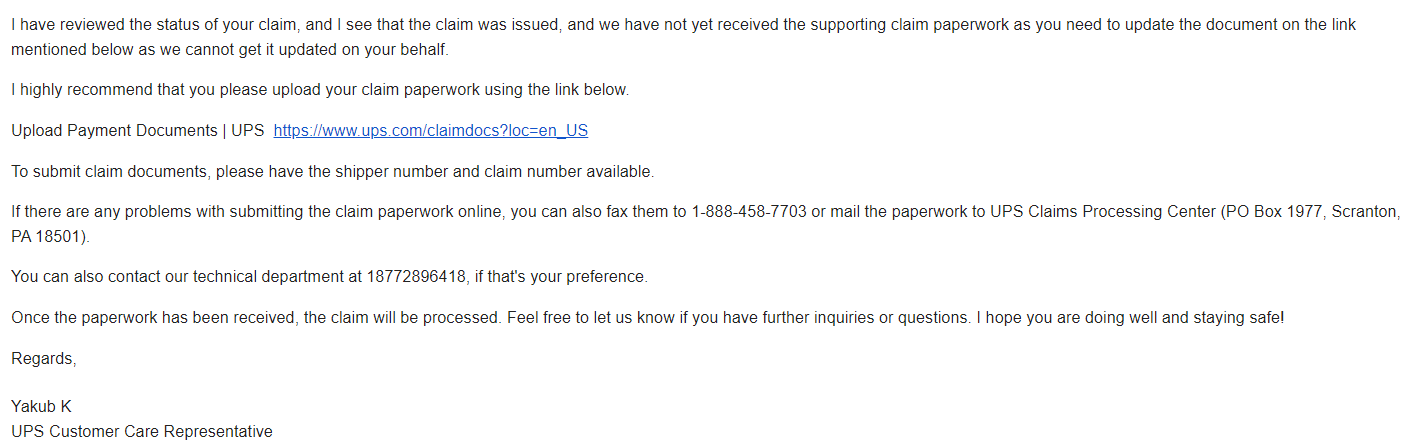 I have reviewed the status of your claim, and I see that the claim was issued, and we have not yet received the supporting claim paperwork as you need to update the document on the link
mentioned below as we cannot get it updated on your behalf.
I highly recommend that you please upload your claim paperwork using the link below.
Upload Payment Documents | UPS  https://www.ups.com/claimdocs?loc=en_US
To submit claim documents, please have the shipper number and claim number available.
If there are any problems with submitting the claim paperwork online, you can also fax them to 1-888-458-7703 or mail the paperwork to UPS Claims Processing Center (PO Box 1977, Scranton,
PA 18501).
You can also contact our technical department at 18772896418, if that's your preference.
Once the paperwork has been received, the claim will be processed. Feel free to let us know if you have further inquiries or questions. I hope you are doing well and staying safe!
Regards,
Yakub K
UPS Customer Care Representative